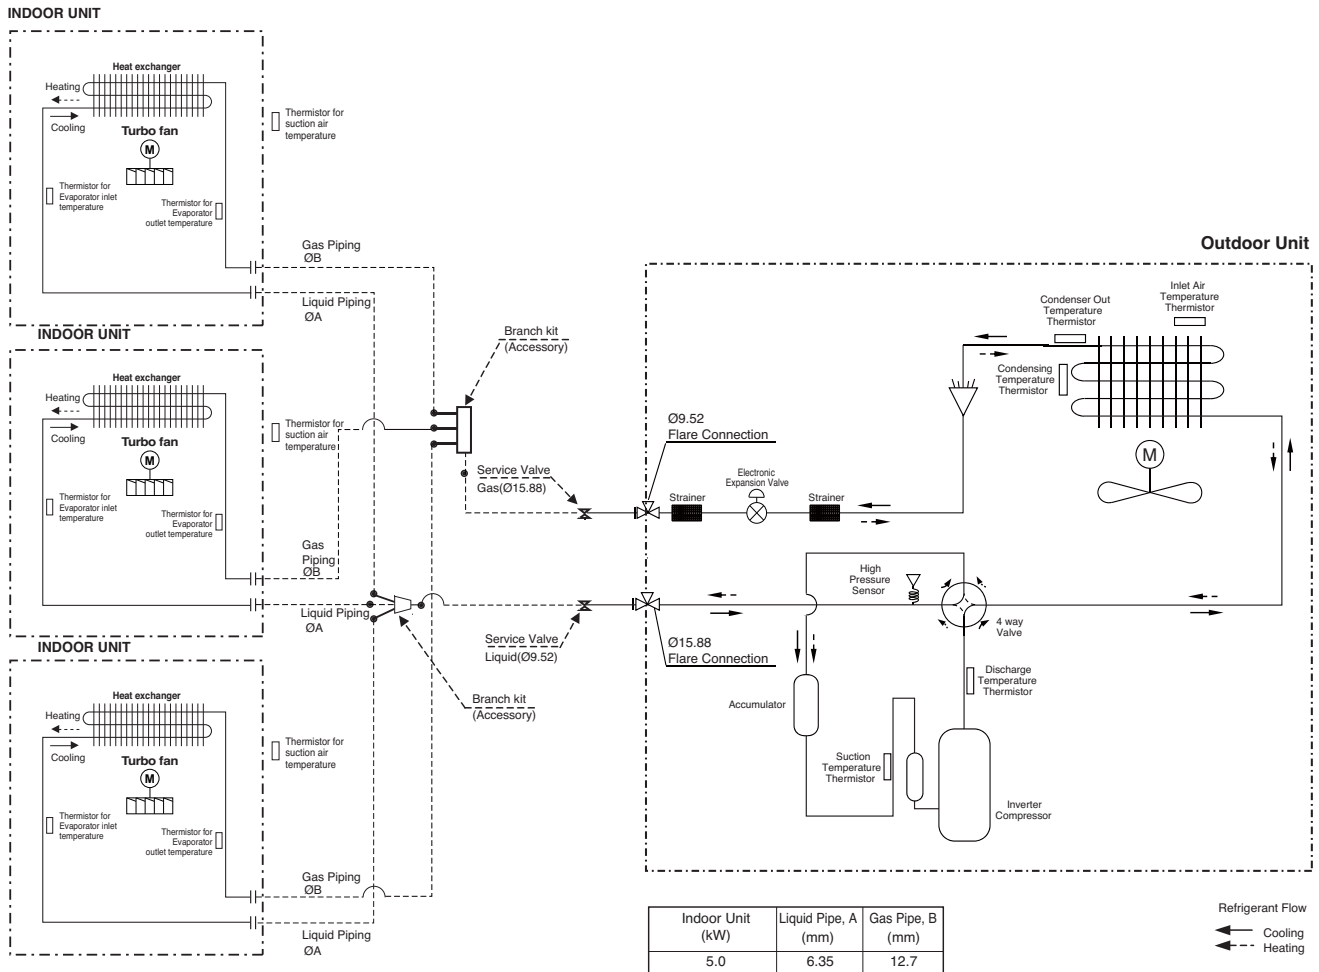 INDOOR UNIT
Heat exchanger
Heating
Cooling
Turbo fan
M
Thermistor for
suction air
temperature
Thermistor for
Evaporator inlet
temperature
Thermistor for
Evaporator
outlet temperature
Gas Piping
ØB
Liquid Piping
ØA
INDOOR UNIT
Heat exchanger
Heating
Cooling
Turbo fan
M
Thermistor for
suction air
temperature
Thermistor for
Evaporator inlet
temperature
Thermistor for
Evaporator
outlet temperature
Gas
Piping
ØB
Liquid Piping
ØA
INDOOR UNIT
Heat exchanger
Heating
Cooling
Turbo fan
M
Thermistor for
suction air
temperature
Thermistor for
Evaporator inlet
temperature
Thermistor for
Evaporator
outlet temperature
Gas Piping
ØB
Liquid Piping
ØA
Branch kit
(Accessory)
Service Valve
Gas(Ø15.88)
Service Valve
Liquid(Ø9.52)
Branch kit
(Accessory)
Outdoor Unit
Condenser Out
Temperature
Thermistor
Inlet Air
Temperature
Thermistor
Condensing
Temperature
Thermistor
M
Ø9.52
Flare Connection
Strainer
Electronic
Expansion Valve
Strainer
High
Pressure
Sensor
4 way
Valve
Ø15.88
Flare Connection
Discharge
Temperature
Thermistor
Accumulator
Suction
Temperature
Thermistor
Inverter
Compressor
Indoor Unit
(kW)
Liquid Pipe, A
(mm)
Gas Pipe, B
(mm)
5.0
6.35
12.7
Refrigerant Flow
Cooling
Heating